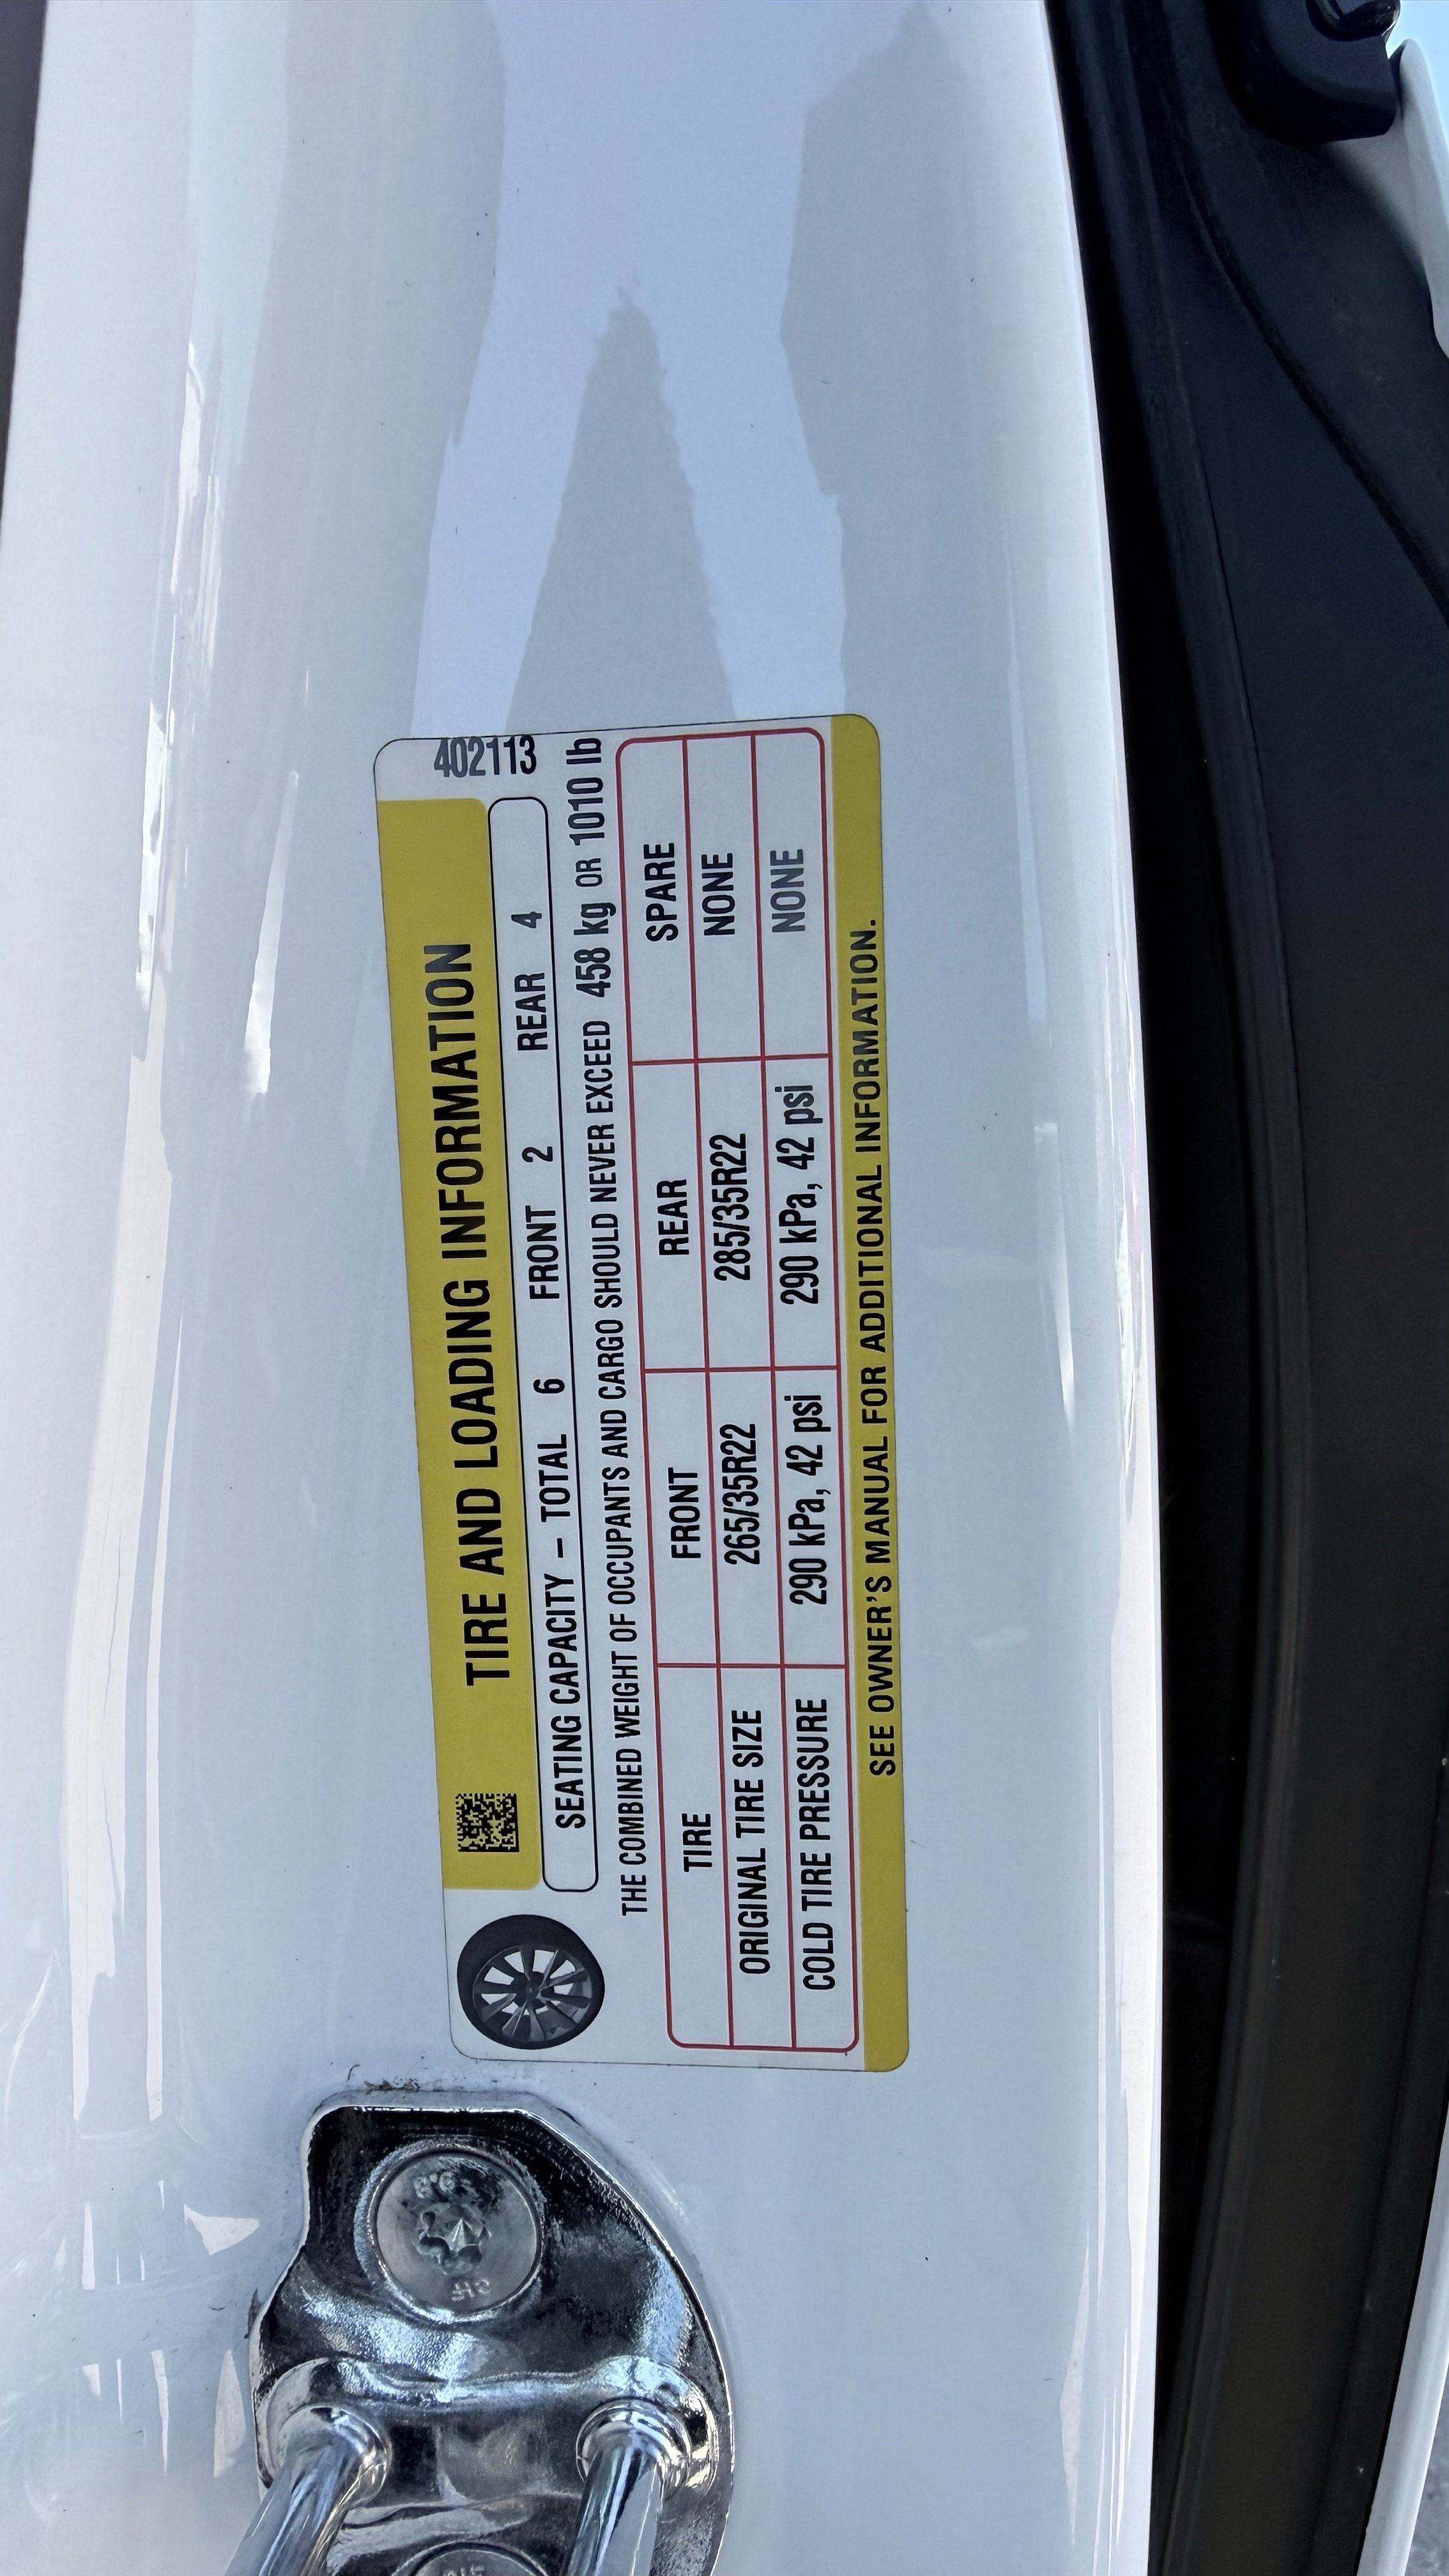 402113
TIRE AND LOADING INFORMATION
SEATING CAPACITY – TOTAL 6 FRONT 2 REAR 4
THE COMBINED WEIGHT OF OCCUPANTS AND CARGO SHOULD NEVER EXCEED 458 kg OR 1010 lb
TIRE FRONT REAR SPARE
ORIGINAL TIRE SIZE 265/35R22 285/35R22 NONE
COLD TIRE PRESSURE 290 kPa, 42 psi 290 kPa, 42 psi NONE
SEE OWNER'S MANUAL FOR ADDITIONAL INFORMATION.